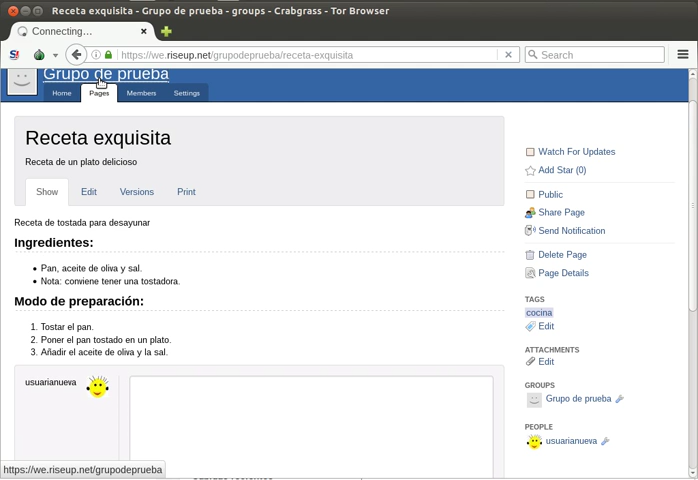 Receta exquisita - Grupo de prueba - groups - Crabgrass - Tor Browser
Connecting…
https://we.riseup.net/grupodeprueba/receta-exquisita
Search
Grupo de prueba
Home Pages Members Settings
Receta exquisita
Receta de un plato delicioso
Show Edit Versions Print
Receta de tostada para desayunar
Ingredientes:
• Pan, aceite de oliva y sal.
• Nota: conviene tener una tostadora.
Modo de preparación:
1. Tostar el pan.
2. Poner el pan tostado en un plato.
3. Añadir el aceite de oliva y la sal.
usuarianueva
Watch For Updates
Add Star (0)
Public
Share Page
Send Notification
Delete Page
Page Details
TAGS
cocina
Edit
ATTACHMENTS
Edit
GROUPS
Grupo de prueba
PEOPLE
usuarianueva
https://we.riseup.net/grupodeprueba